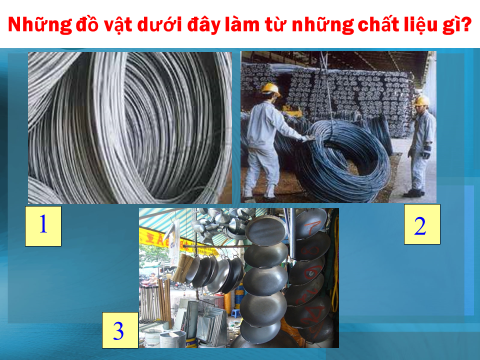 Những đồ vật dưới đây làm từ những chất liệu gì?
1
2
3